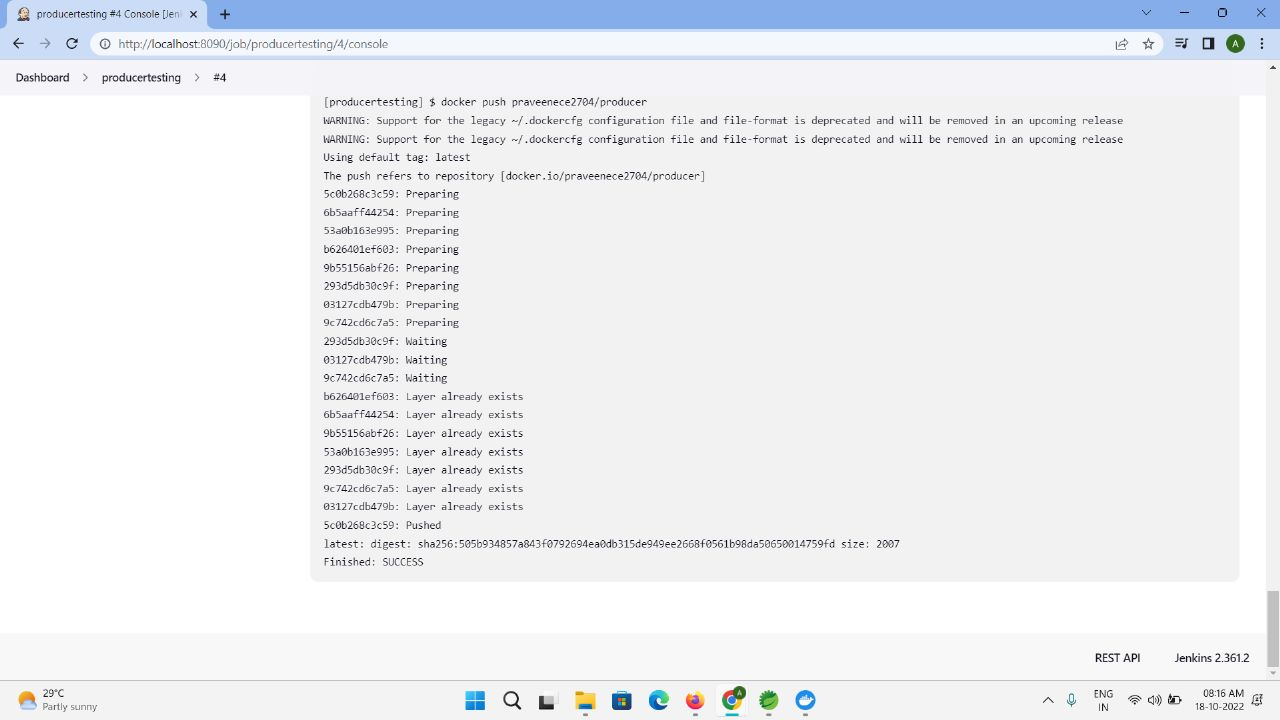 producertesting #4 Console [Jen
http://localhost:8090/job/producertesting/4/console
A
Dashboard > producertesting > #4
[producertesting] $ docker push praveenece2704/producer
WARNING: Support for the legacy ~/.dockercfg configuration file and file-format is deprecated and will be removed in an upcoming release
WARNING: Support for the legacy ~/.dockercfg configuration file and file-format is deprecated and will be removed in an upcoming release
Using default tag: latest
The push refers to repository [docker.io/praveenece2704/producer]
5c0b268c3c59: Preparing
6b5aaff44254: Preparing
53a0b163e995: Preparing
b626401ef603: Preparing
9b55156abf26: Preparing
293d5db30c9f: Preparing
03127cdb479b: Preparing
9c742cd6c7a5: Preparing
293d5db30c9f: Waiting
03127cdb479b: Waiting
9c742cd6c7a5: Waiting
b626401ef603: Layer already exists
6b5aaff44254: Layer already exists
9b55156abf26: Layer already exists
53a0b163e995: Layer already exists
293d5db30c9f: Layer already exists
9c742cd6c7a5: Layer already exists
03127cdb479b: Layer already exists
5c0b268c3c59: Pushed
latest: digest: sha256:505b934857a843f0792694ea0db315de949ee2668f0561b98da50650014759fd size: 2007
Finished: SUCCESS
REST API
Jenkins 2.361.2
29°C
Partly sunny
A
ENG
IN
08:16 AM
18-10-2022